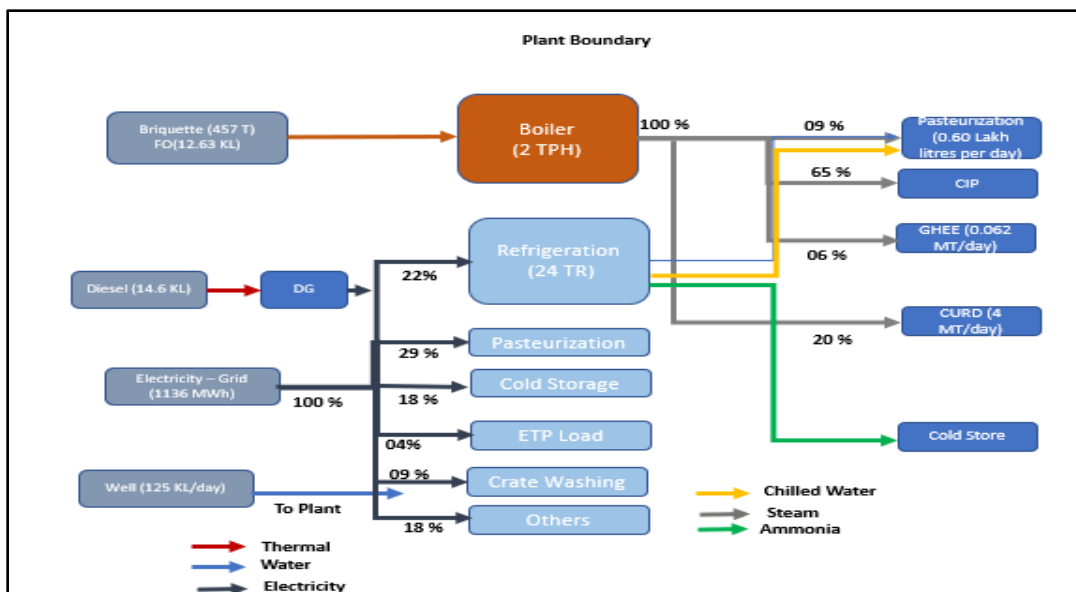 Plant Boundary
Briquette (457 T)
FO(12.63 KL)
Boiler
(2 TPH)
100 %
09 %
Pasteurization
(0.60 Lakh
litres per day)
65 %
CIP
GHEE (0.062
MT/day)
06 %
Refrigeration
(24 TR)
22%
Diesel (14.6 KL)
DG
CURD (4
MT/day)
20 %
Pasteurization
29 %
Electricity – Grid
(1136 MWh)
100 %
Cold Storage
18 %
ETP Load
04%
Cold Store
Well (125 KL/day)
To Plant
09 %
Crate Washing
Others
18 %
Chilled Water
Steam
Ammonia
Thermal
Water
Electricity